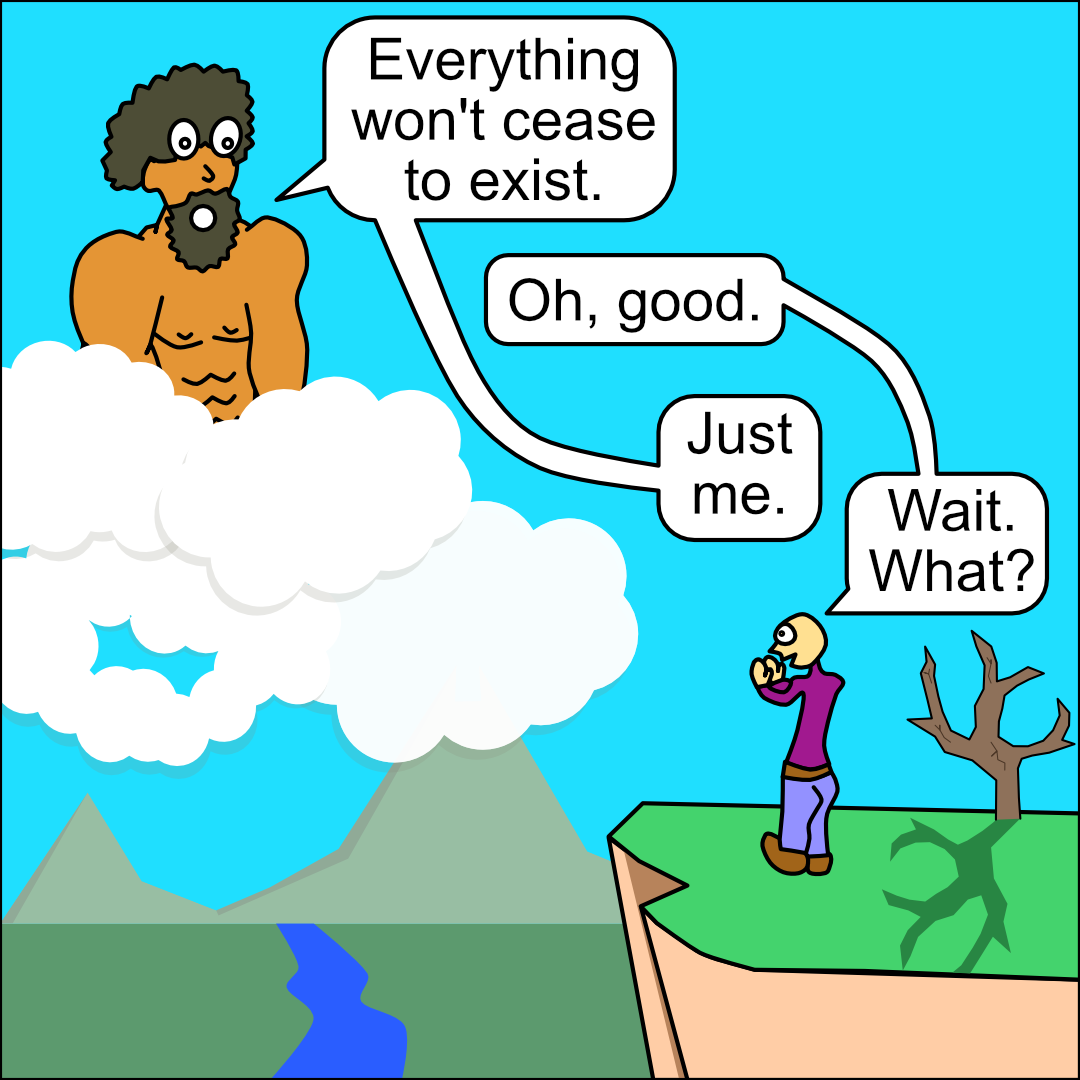 Everything
won't cease
to exist.
Oh, good.
Just
me.
Wait.
What?